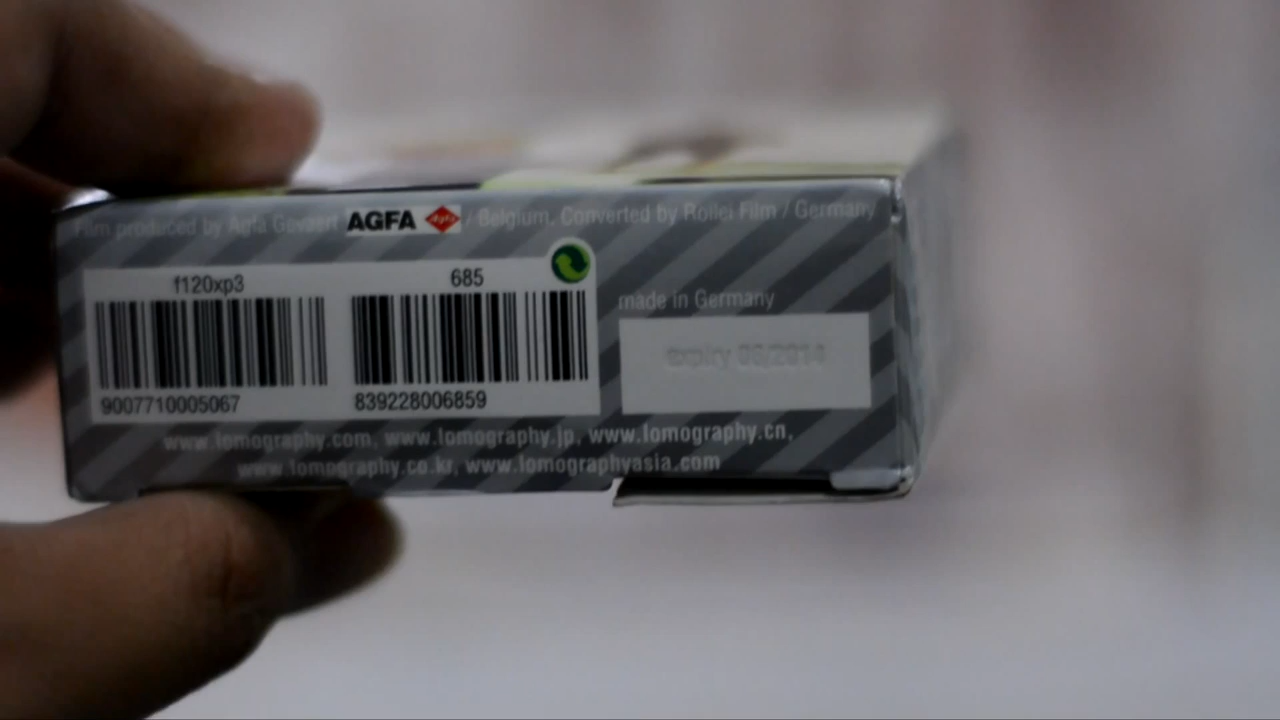 Film produced by Agfa Gevaert AGFA Agfa / Belgium. Converted by Rollei Film / Germany
f120xp3
685
made in Germany
expiry 06/2014
9007710005067
839228006859
www.lomography.com, www.lomography.jp, www.lomography.cn,
www.lomography.co.kr, www.lomographyasia.com